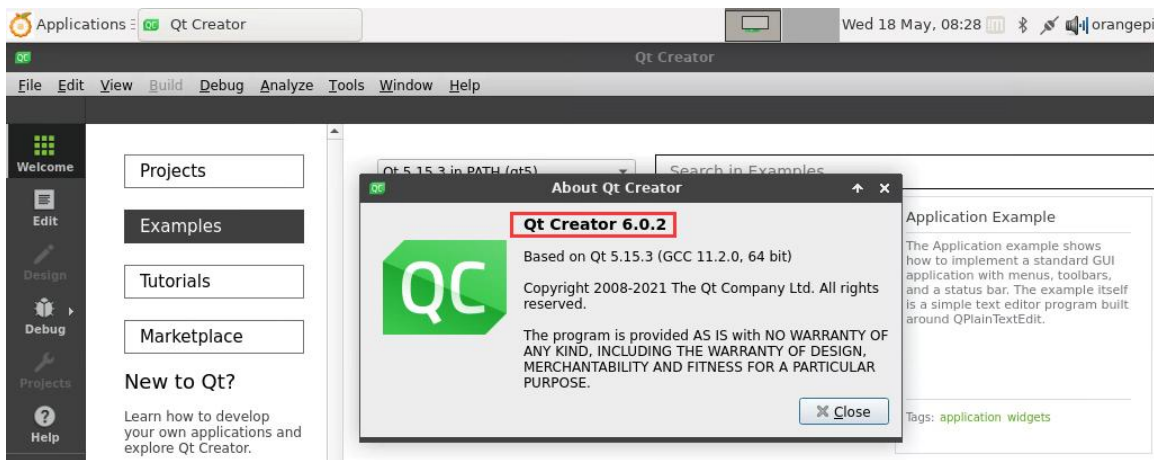 Applications Qt Creator Wed 18 May, 08:28 orangepi
Qt Creator
File Edit View Build Debug Analyze Tools Window Help
Welcome
Edit
Design
Debug
Projects
Help
Projects
Examples
Tutorials
Marketplace
New to Qt?
Learn how to develop
your own applications and
explore Qt Creator.
Qt 5.15.3 in PATH (qt5)
Search in Examples
About Qt Creator
QC
Qt Creator 6.0.2
Based on Qt 5.15.3 (GCC 11.2.0, 64 bit)
Copyright 2008-2021 The Qt Company Ltd. All rights
reserved.
The program is provided AS IS with NO WARRANTY OF
ANY KIND, INCLUDING THE WARRANTY OF DESIGN,
MERCHANTABILITY AND FITNESS FOR A PARTICULAR
PURPOSE.
Close
Application Example
The Application example shows
how to implement a standard GUI
application with menus, toolbars,
and a status bar. The example itself
is a simple text editor program built
around QPlainTextEdit.
Tags: application widgets